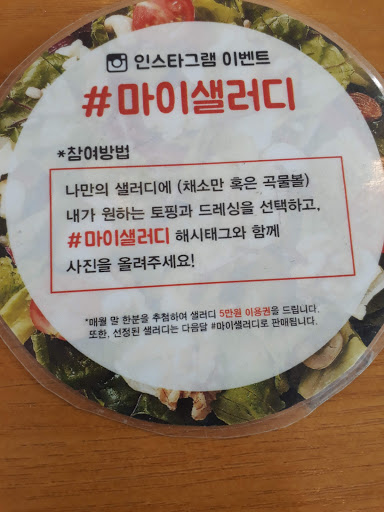 인스타그램 이벤트
#마이샐러디
*참여방법
나만의 샐러디에 (채소만 혹은 곡물볼)
내가 원하는 토핑과 드레싱을 선택하고,
#마이샐러디 해시태그와 함께
사진을 올려주세요!
*매월 말 한분을 추첨하여 샐러디 5만원 이용권을 드립니다.
또한, 선정된 샐러디는 다음달 #마이샐러디로 판매됩니다.